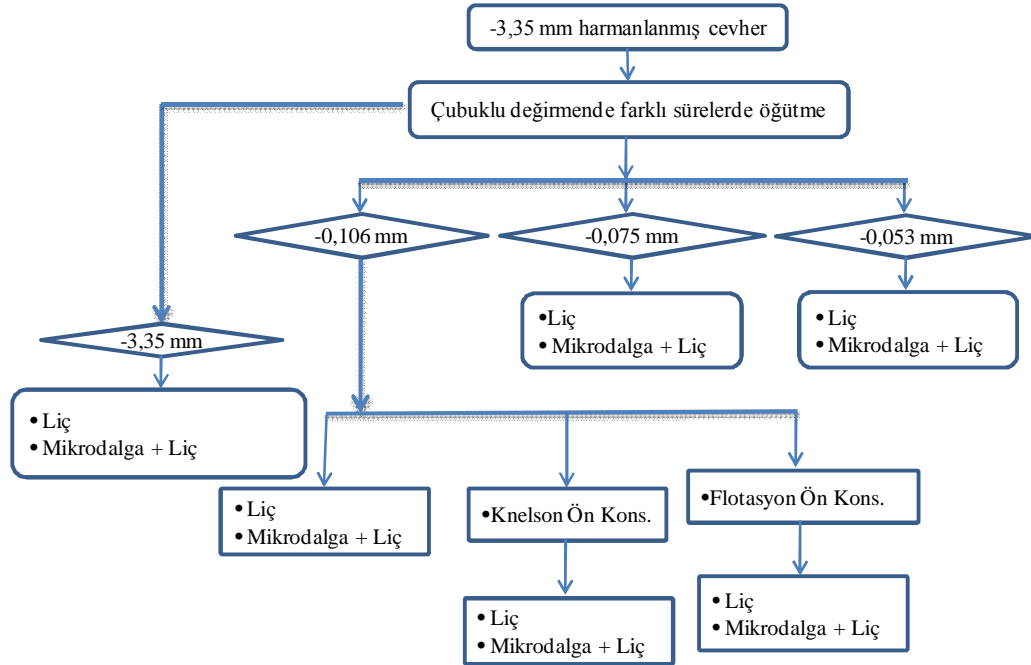 -3,35 mm harmanlanmış cevher
Çubuklu değirmende farklı sürelerde öğütme
-0,106 mm
-0,075 mm
-0,053 mm
•Liç
• Mikrodalga + Liç
• Liç
• Mikrodalga + Liç
-3,35 mm
• Liç
• Mikrodalga + Liç
• Liç
• Mikrodalga + Liç
•Knelson Ön Kons.
•Flotasyon Ön Kons.
• Liç
• Mikrodalga + Liç
• Liç
• Mikrodalga + Liç